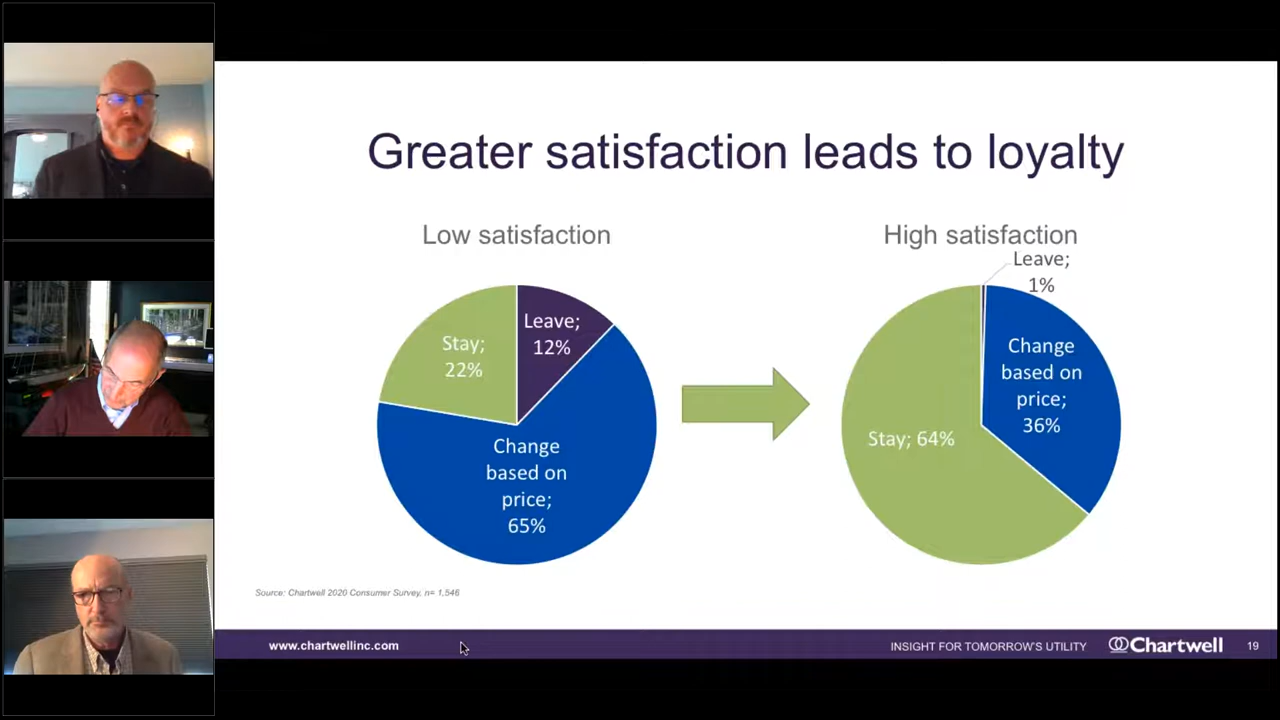 Greater satisfaction leads to loyalty
Low satisfaction
Leave;
12%
Stay;
22%
Change
based on
price;
65%
High satisfaction
Leave;
1%
Change
based on
price;
36%
Stay; 64%
Source: Chartwell 2020 Consumer Survey, n= 1,546
www.chartwellinc.com
INSIGHT FOR TOMORROW'S UTILITY
Chartwell
19